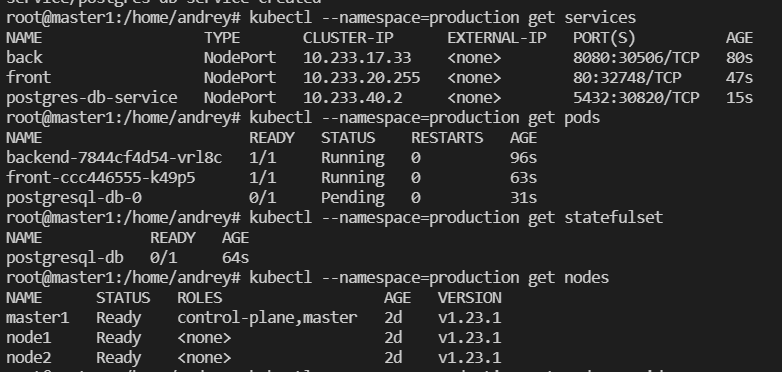 service/postgres-db-service created
root@master1:/home/andrey# kubectl --namespace=production get services
NAME                  TYPE       CLUSTER-IP      EXTERNAL-IP   PORT(S)          AGE
back                  NodePort   10.233.17.33    <none>        8080:30506/TCP   80s
front                 NodePort   10.233.20.255   <none>        80:32748/TCP     47s
postgres-db-service   NodePort   10.233.40.2     <none>        5432:30820/TCP   15s
root@master1:/home/andrey# kubectl --namespace=production get pods
NAME                       READY   STATUS    RESTARTS   AGE
backend-7844cf4d54-vrl8c   1/1     Running   0          96s
front-ccc446555-k49p5      1/1     Running   0          63s
postgresql-db-0            0/1     Pending   0          31s
root@master1:/home/andrey# kubectl --namespace=production get statefulset
NAME            READY   AGE
postgresql-db   0/1     64s
root@master1:/home/andrey# kubectl --namespace=production get nodes
NAME      STATUS   ROLES                  AGE   VERSION
master1   Ready    control-plane,master   2d    v1.23.1
node1     Ready    <none>                 2d    v1.23.1
node2     Ready    <none>                 2d    v1.23.1